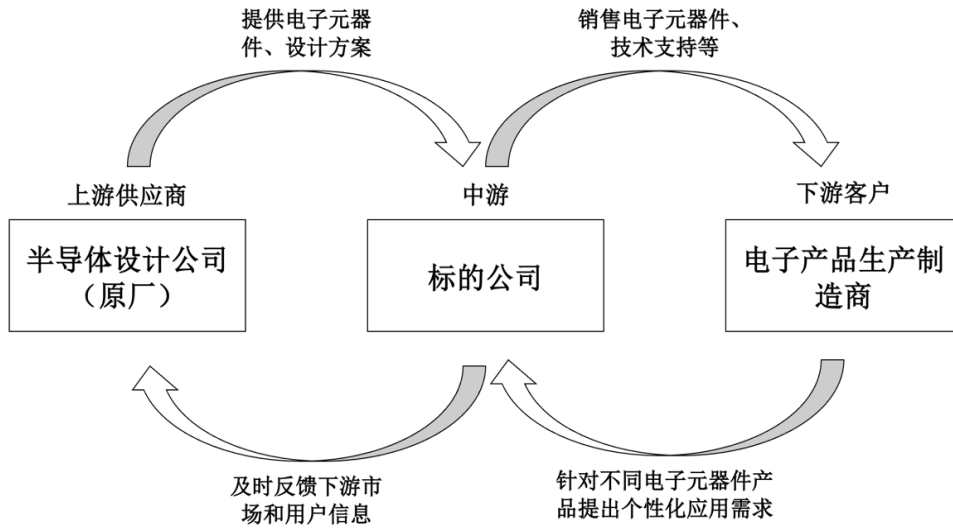 提供电子元器
件、设计方案
销售电子元器件、
技术支持等
上游供应商
中游
下游客户
半导体设计公司
（原厂）
标的公司
电子产品生产制
造商
及时反馈下游市
场和用户信息
针对不同电子元器件产
品提出个性化应用需求